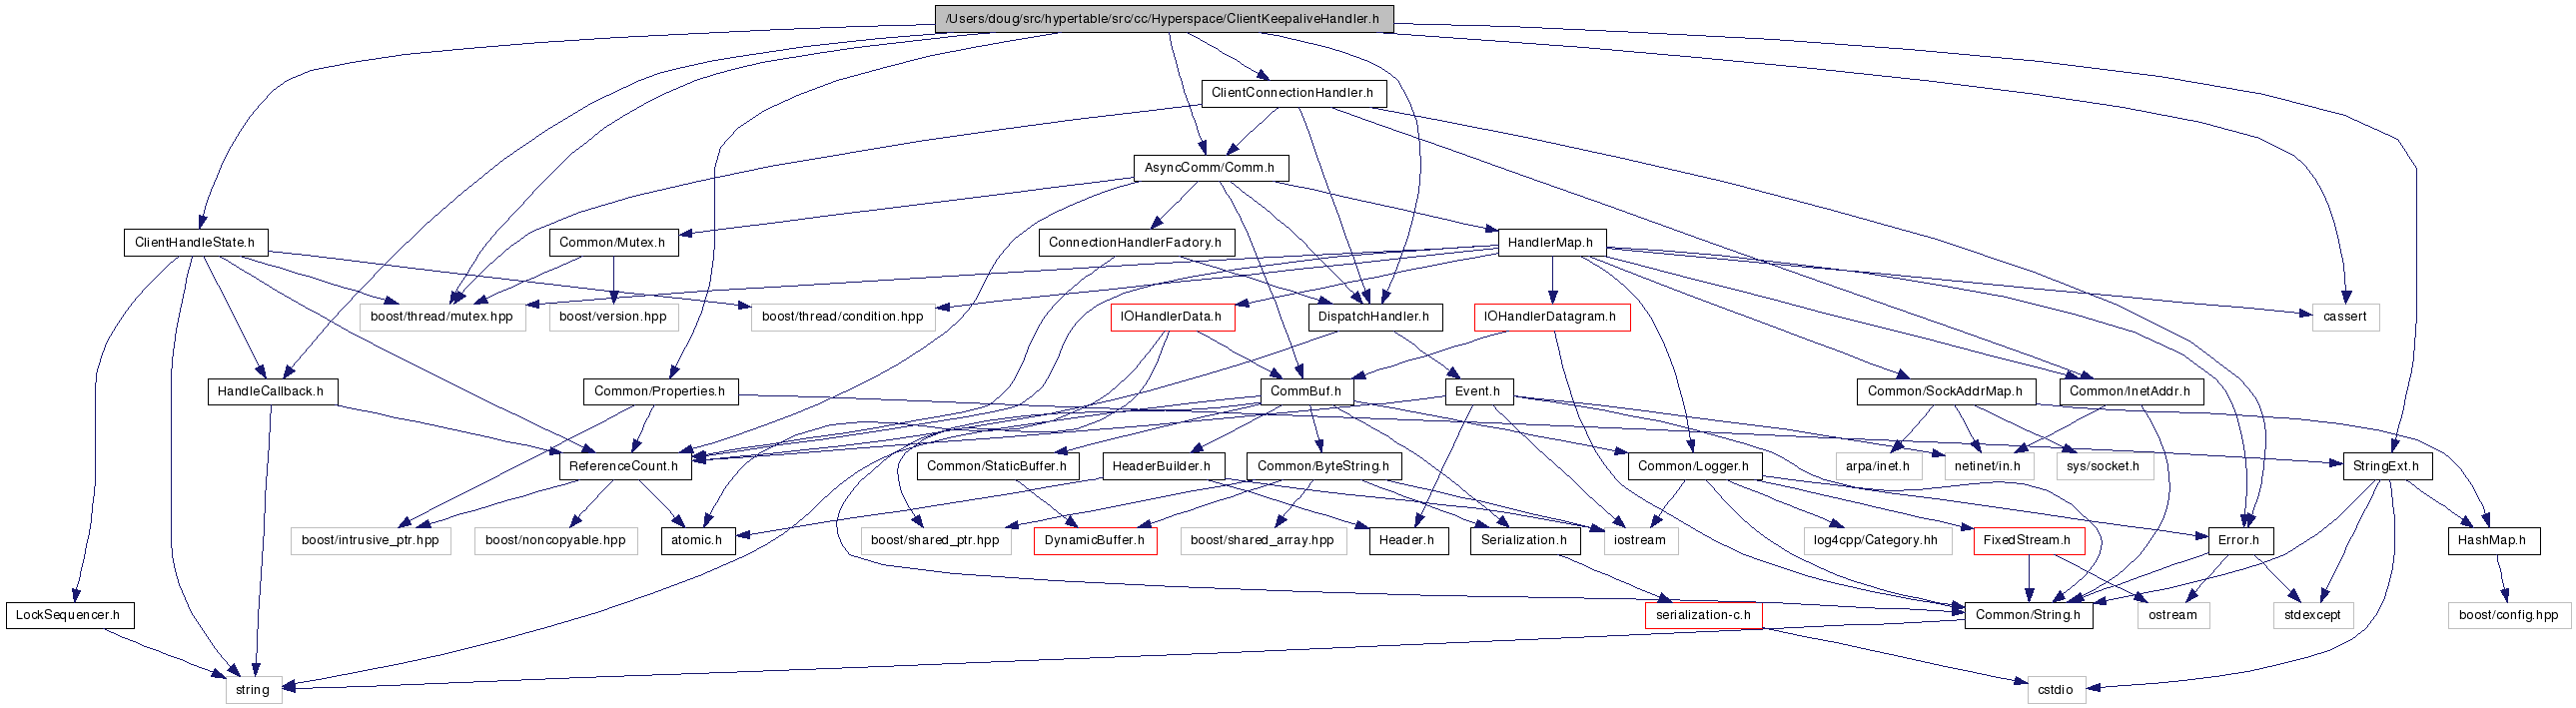 /Users/doug/src/hypertable/src/cc/Hyperspace/ClientKeepaliveHandler.h
ClientConnectionHandler.h
AsyncComm/Comm.h
ClientHandleState.h
Common/Mutex.h
ConnectionHandlerFactory.h
HandlerMap.h
boost/thread/mutex.hpp
boost/version.hpp
boost/thread/condition.hpp
IOHandlerData.h
DispatchHandler.h
IOHandlerDatagram.h
cassert
HandleCallback.h
Common/Properties.h
CommBuf.h
Event.h
Common/SockAddrMap.h
Common/InetAddr.h
ReferenceCount.h
Common/StaticBuffer.h
HeaderBuilder.h
Common/ByteString.h
Common/Logger.h
arpa/inet.h
netinet/in.h
sys/socket.h
StringExt.h
boost/intrusive_ptr.hpp
boost/noncopyable.hpp
atomic.h
boost/shared_ptr.hpp
DynamicBuffer.h
boost/shared_array.hpp
Header.h
Serialization.h
iostream
log4cpp/Category.hh
FixedStream.h
Error.h
HashMap.h
LockSequencer.h
serialization-c.h
Common/String.h
ostream
stdexcept
boost/config.hpp
string
cstdio